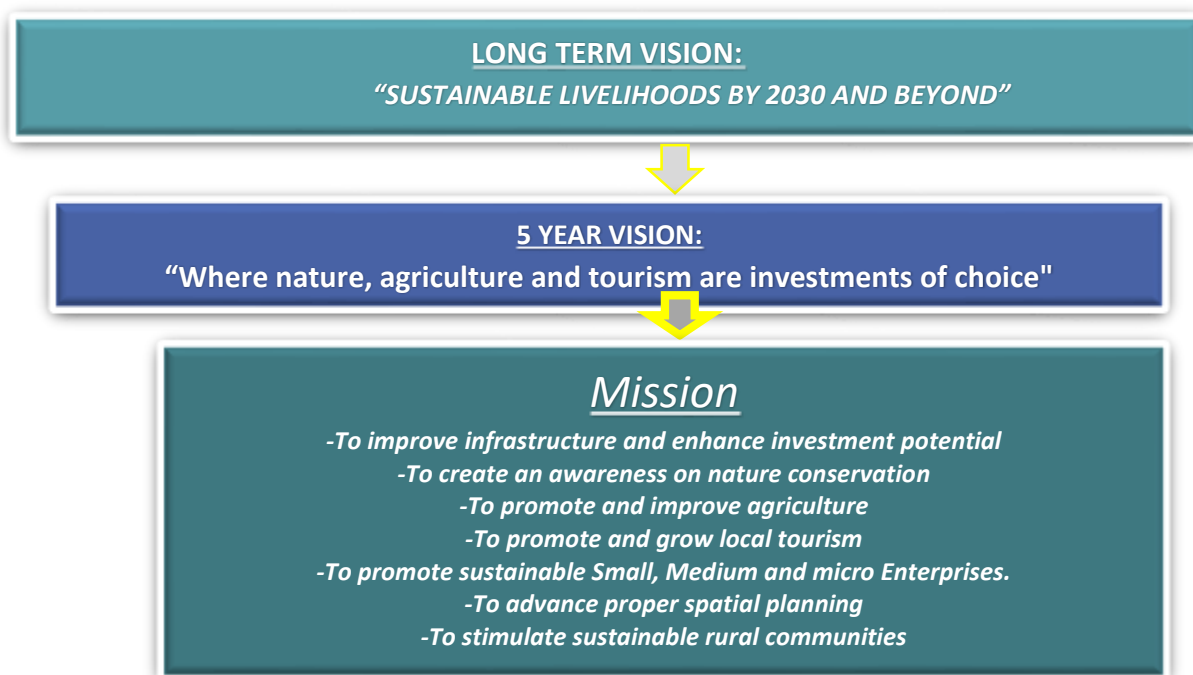 LONG TERM VISION:
“SUSTAINABLE LIVELIHOODS BY 2030 AND BEYOND”
5 YEAR VISION:
“Where nature, agriculture and tourism are investments of choice"
Mission
-To improve infrastructure and enhance investment potential
-To create an awareness on nature conservation
-To promote and improve agriculture
-To promote and grow local tourism
-To promote sustainable Small, Medium and micro Enterprises.
-To advance proper spatial planning
-To stimulate sustainable rural communities